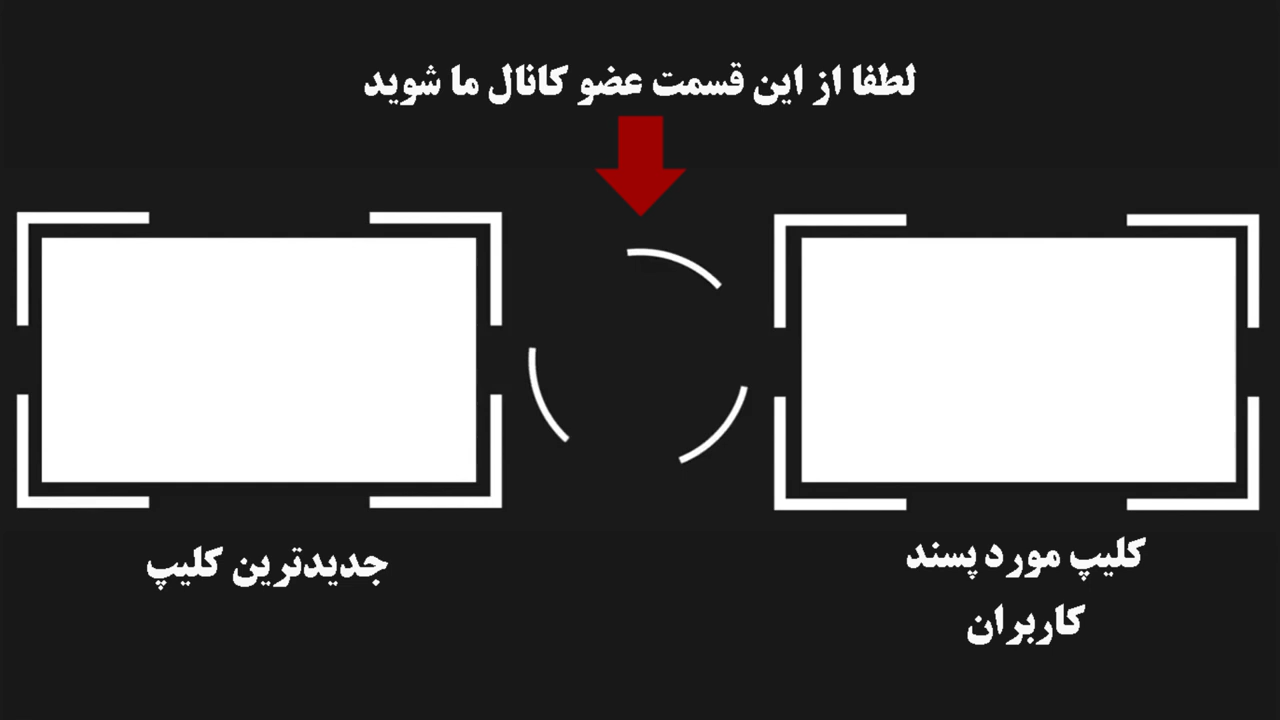 لطفا از این قسمت عضو کانال ما شوید
کلیپ مورد پسند
کاربران
جدیدترین کلیپ